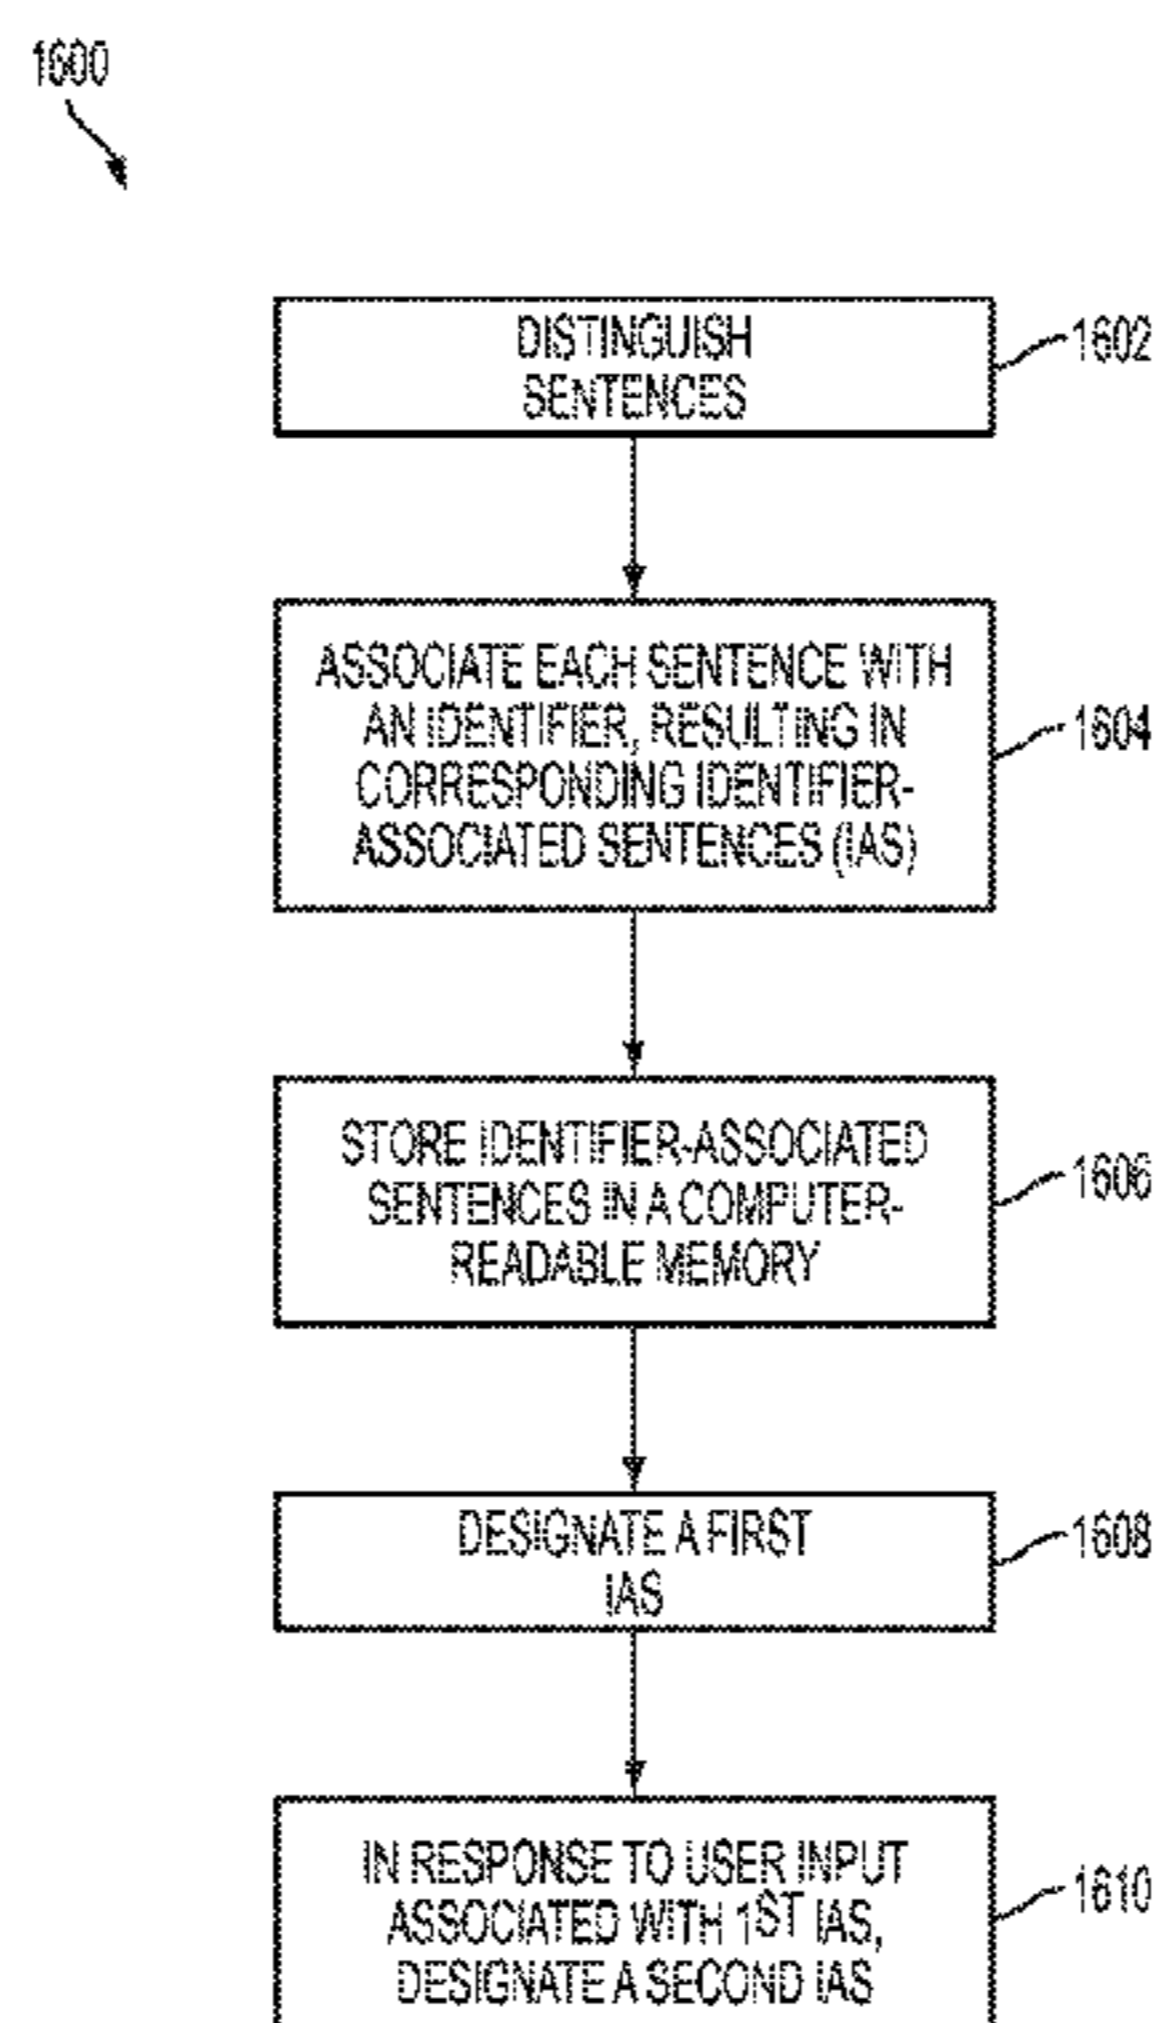 1600
DISTINGUISH
SENTENCES
1602
ASSOCIATE EACH SENTENCE WITH
AN IDENTIFIER, RESULTING IN
CORRESPONDING IDENTIFIER-
ASSOCIATED SENTENCES (IAS)
1604
STORE IDENTIFIER-ASSOCIATED
SENTENCES IN A COMPUTER-
READABLE MEMORY
1606
DESIGNATE A FIRST
IAS
1608
IN RESPONSE TO USER INPUT
ASSOCIATED WITH 1ST IAS,
DESIGNATE A SECOND IAS
1610